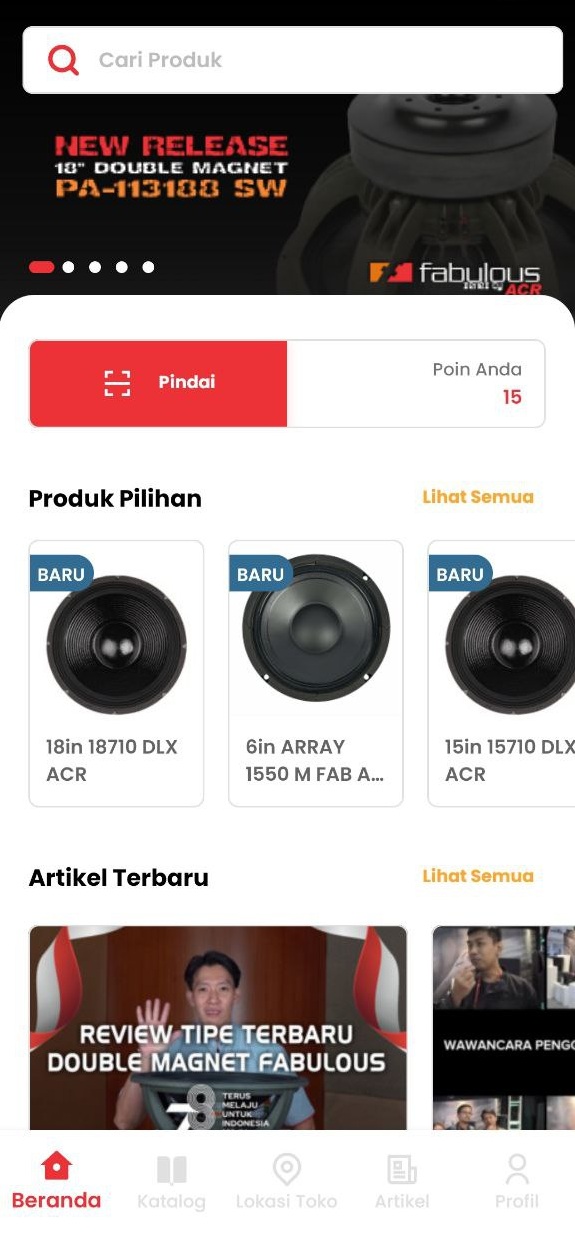 Cari Produk
NEW RELEASE
18" DOUBLE MAGNET
PA-113188 SW
fabulous
ACR
Pindai
Poin Anda
15
Produk Pilihan
Lihat Semua
BARU
BARU
BARU
18in 18710 DLX
ACR
6in ARRAY
1550 M FAB A...
15in 15710 DLX
ACR
Artikel Terbaru
Lihat Semua
REVIEW TIPE TERBARU
DOUBLE MAGNET FABULOUS
78
TERUS
MELAJU
UNTUK
INDONESIA
WAWANCARA PENGG
Beranda
Katalog
Lokasi Toko
Artikel
Profil